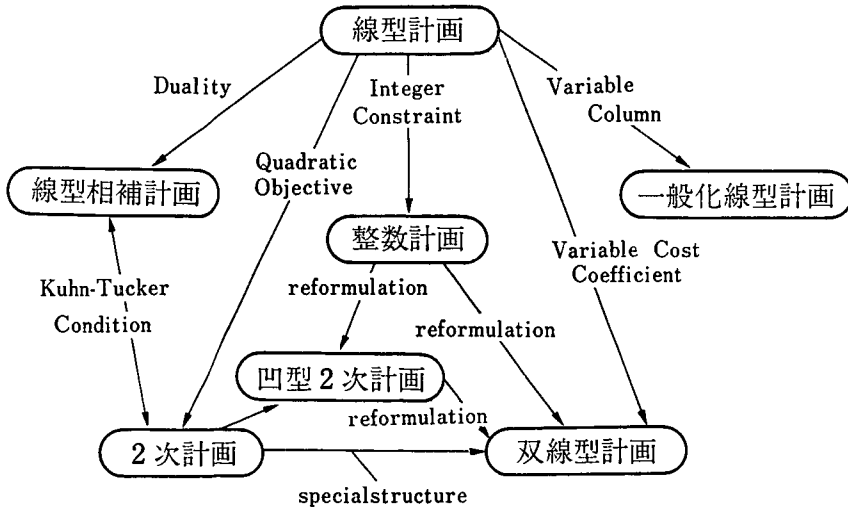 線型計画
Duality
Integer
Constraint
Variable
Column
Quadratic
Objective
線型相補計画
一般化線型計画
整数計画
Variable Cost
Coefficient
Kuhn-Tucker
Condition
reformulation
reformulation
凹型2次計画
reformulation
2次計画
双線型計画
specialstructure